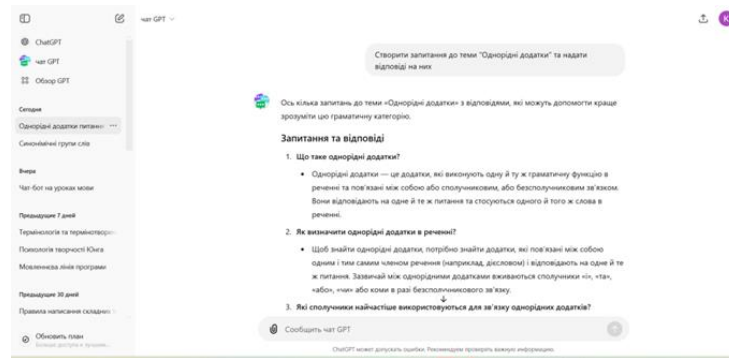 чат GPT
ChatGPT
чат GPT
Обзор GPT
Сегодня
Однорідні додатки питання
Синонімічні групи слів
Вчера
Чат-бот на уроках мови
Предыдущие 7 дней
Термінологія та термінотворен
Психологія творчості Юнга
Мовленнєва лінія програми
Предыдущие 30 дней
Правила написання складних
Обновить план
Створити запитання до теми "Однорідні додатки" та надати
відповіді на них
Ось кілька запитань до теми «Однорідні додатки» з відповідями, які можуть допомогти краще
зрозуміти цю граматичну категорію.
Запитання та відповіді
1. Що таке однорідні додатки?
• Однорідні додатки — це додатки, які виконують одну й ту ж граматичну функцію в
реченні та пов'язані між собою або сполучниковим, або безсполучниковим зв'язком.
Вони відповідають на одне й те ж питання та стосуються одного й того ж слова в
реченні.
2. Як визначити однорідні додатки в реченні?
• Щоб знайти однорідні додатки, потрібно знайти додатки, які пов'язані між собою
одним і тим самим членом речення (наприклад, дієсловом) і відповідають на одне й те
ж питання. Зазвичай між однорідними додатками вживаються сполучники «і», «та»,
«або», «чи» або коми в разі безсполучникового зв'язку.
3. Які сполучники найчастіше використовуються для зв'язку однорідних додатків?
Сообщить чат GPT
ChatGPT может допускать ошибки. Рекомендуем проверять важную информацию.
K